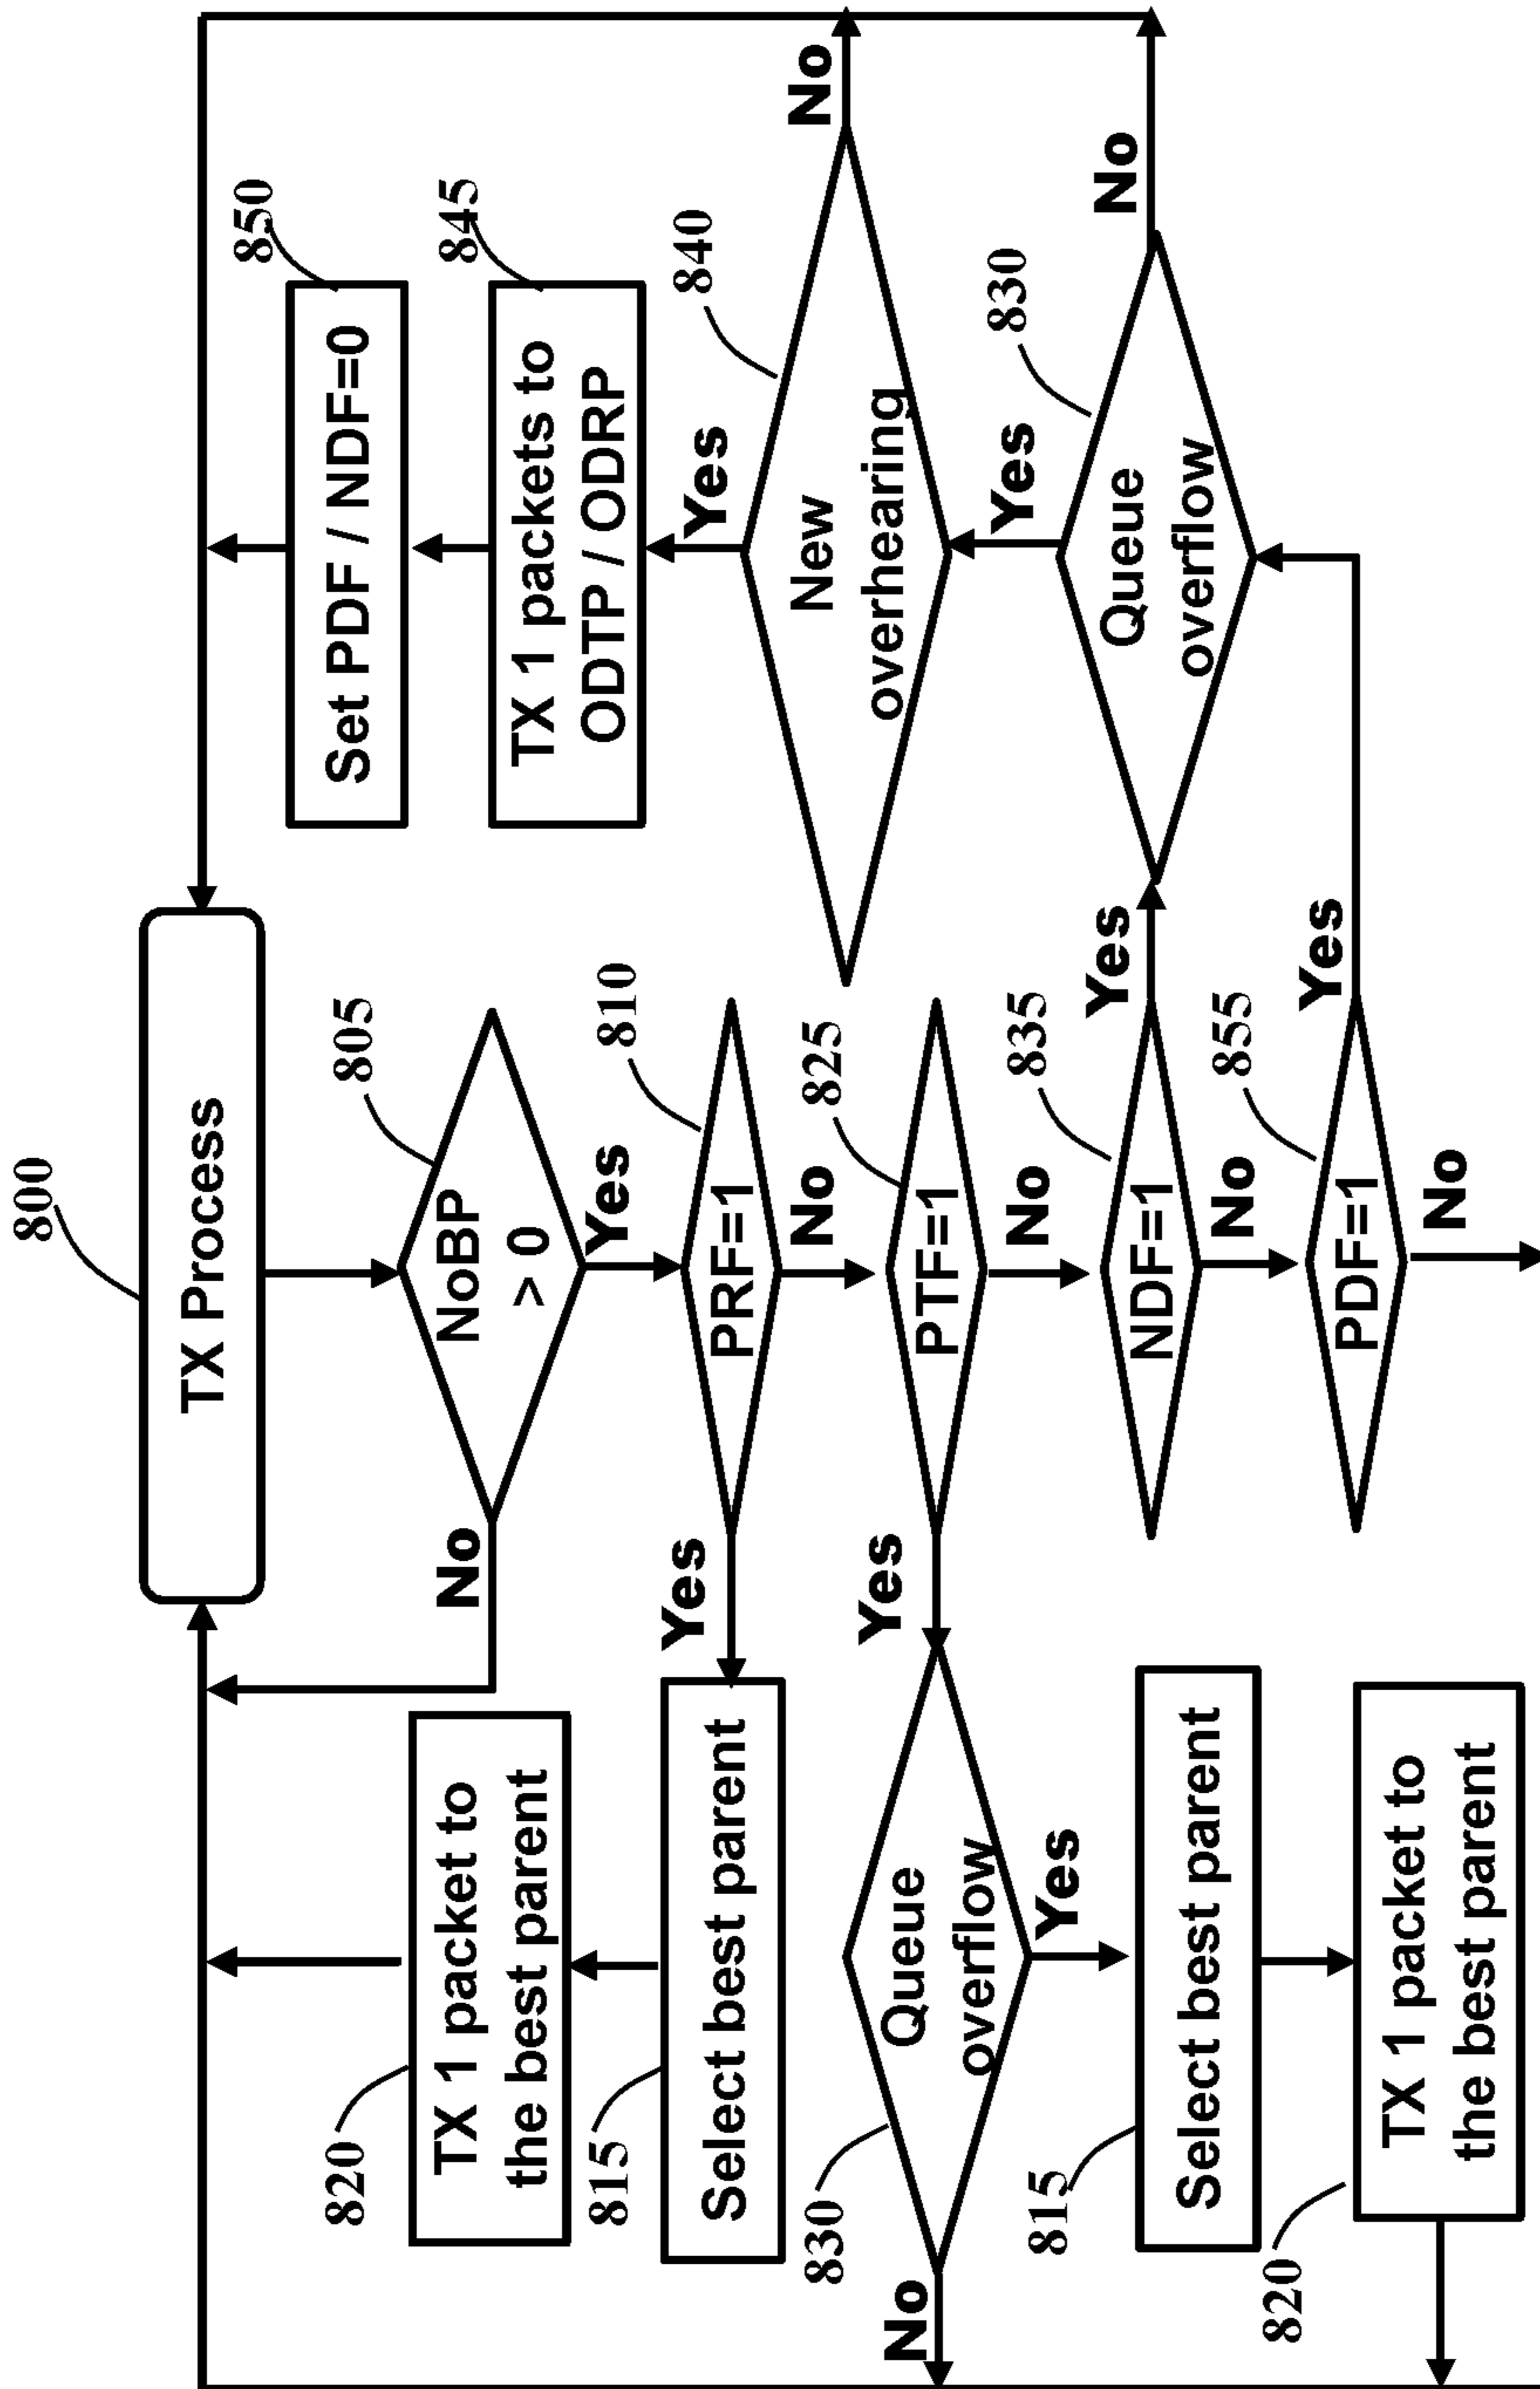 800
TX Process
805
NoBP
> 0
No
Yes
820
TX 1 packet to
the best parent
815
Select best parent
Yes
PRF=1
810
No
830
Queue
overflow
No
Yes
Yes
PTF=1
825
No
815
Select best parent
820
TX 1 packet to
the best parent
NDF=1
835
Yes
No
PDF=1
855
Yes
No
850
Set PDF / NDF=0
845
TX 1 packets to
ODTP / ODRP
Yes
840
New
overhearing
No
Yes
830
Queue
overflow
No